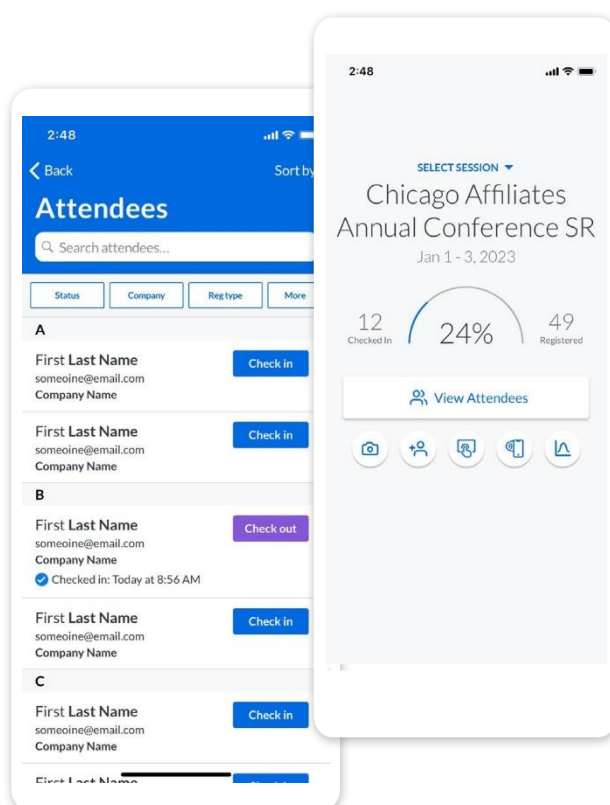 2:48
Back
Sort by
Attendees
Search attendees...
Status
Company
Reg type
More
A
First Last Name
Check in
someoine@email.com
Company Name
First Last Name
Check in
someoine@email.com
Company Name
B
First Last Name
Check out
someoine@email.com
Company Name
Checked in: Today at 8:56 AM
First Last Name
Check in
someoine@email.com
Company Name
C
First Last Name
Check in
someoine@email.com
Company Name
First Last Name
2:48
SELECT SESSION
Chicago Affiliates
Annual Conference SR
Jan 1 - 3, 2023
12
Checked In
24%
49
Registered
View Attendees